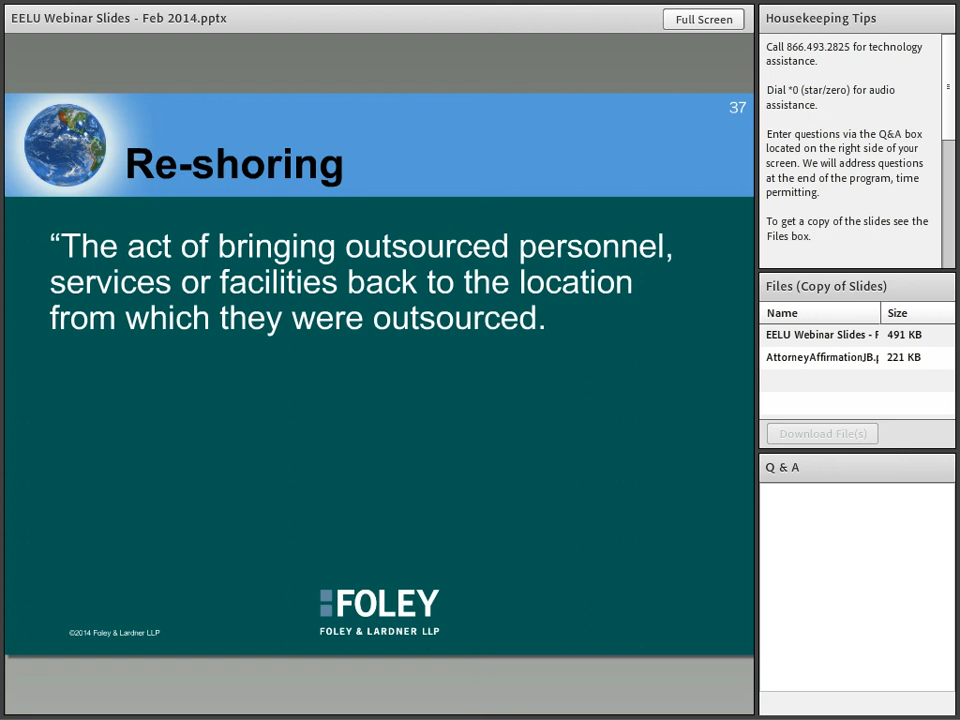 EELU Webinar Slides - Feb 2014.pptx
Full Screen
37
Re-shoring
“The act of bringing outsourced personnel,
services or facilities back to the location
from which they were outsourced.
©2014 Foley & Lardner LLP
FOLEY
FOLEY & LARDNER LLP
Housekeeping Tips
Call 866.493.2825 for technology
assistance.
Dial *0 (star/zero) for audio
assistance.
Enter questions via the Q&A box
located on the right side of your
screen. We will address questions
at the end of the program, time
permitting.
To get a copy of the slides see the
Files box.
Files (Copy of Slides)
Name Size
EELU Webinar Slides - F 491 KB
AttorneyAffirmationJB.p 221 KB
Download File(s)
Q & A